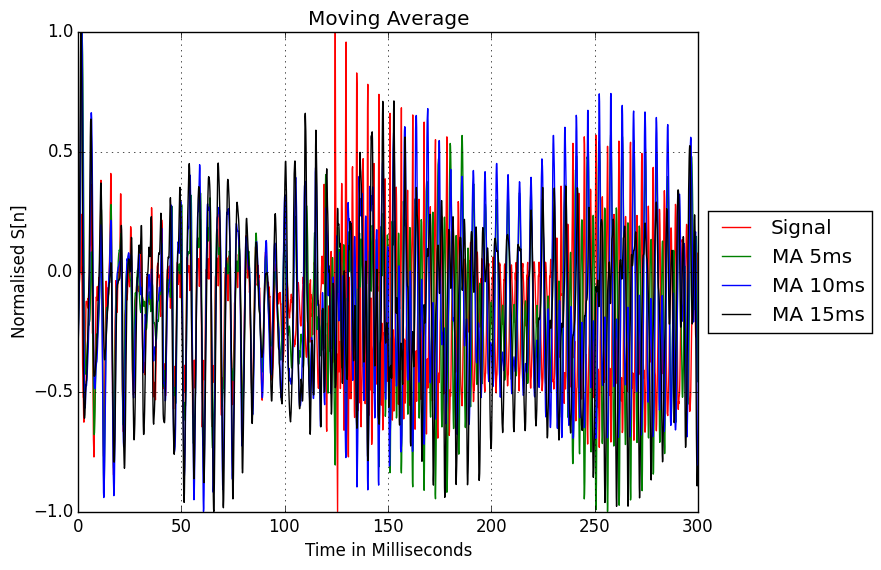 Moving Average
Normalised S[n]
1.0
0.5
0.0
−0.5
−1.0
0 50 100 150 200 250 300
Time in Milliseconds
Signal
MA 5ms
MA 10ms
MA 15ms